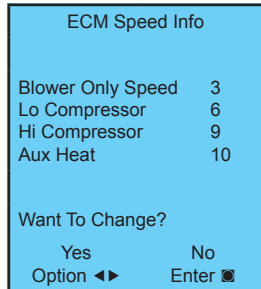 ECM Speed Info
Blower Only Speed 3
Lo Compressor 6
Hi Compressor 9
Aux Heat 10
Want To Change?
Yes No
Option ◄► Enter ◙